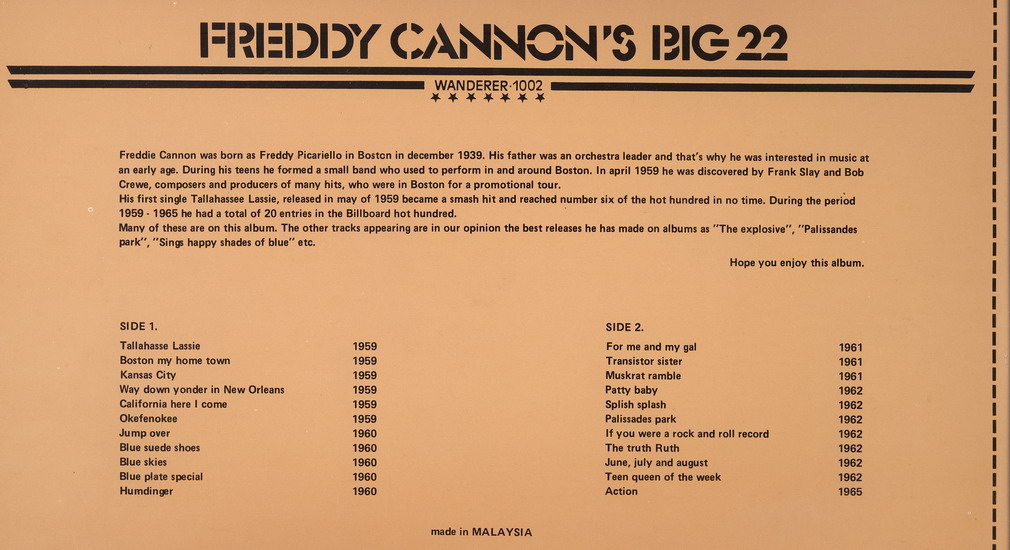 FREDDY CANNON'S BIG 22
WANDERER·1002
★ ★ ★ ★ ★ ★ ★
Freddie Cannon was born as Freddy Picariello in Boston in december 1939. His father was an orchestra leader and that's why he was interested in music at
an early age. During his teens he formed a small band who used to perform in and around Boston. In april 1959 he was discovered by Frank Slay and Bob
Crewe, composers and producers of many hits, who were in Boston for a promotional tour.
His first single Tallahassee Lassie, released in may of 1959 became a smash hit and reached number six of the hot hundred in no time. During the period
1959 - 1965 he had a total of 20 entries in the Billboard hot hundred.
Many of these are on this album. The other tracks appearing are in our opinion the best releases he has made on albums as "The explosive", "Palissandes
park", "Sings happy shades of blue" etc.
Hope you enjoy this album.
SIDE 1.
Tallahasse Lassie 1959
Boston my home town 1959
Kansas City 1959
Way down yonder in New Orleans 1959
California here I come 1959
Okefenokee 1959
Jump over 1960
Blue suede shoes 1960
Blue skies 1960
Blue plate special 1960
Humdinger 1960
SIDE 2.
For me and my gal 1961
Transistor sister 1961
Muskrat ramble 1961
Patty baby 1962
Splish splash 1962
Palissades park 1962
If you were a rock and roll record 1962
The truth Ruth 1962
June, july and august 1962
Teen queen of the week 1962
Action 1965
made in MALAYSIA